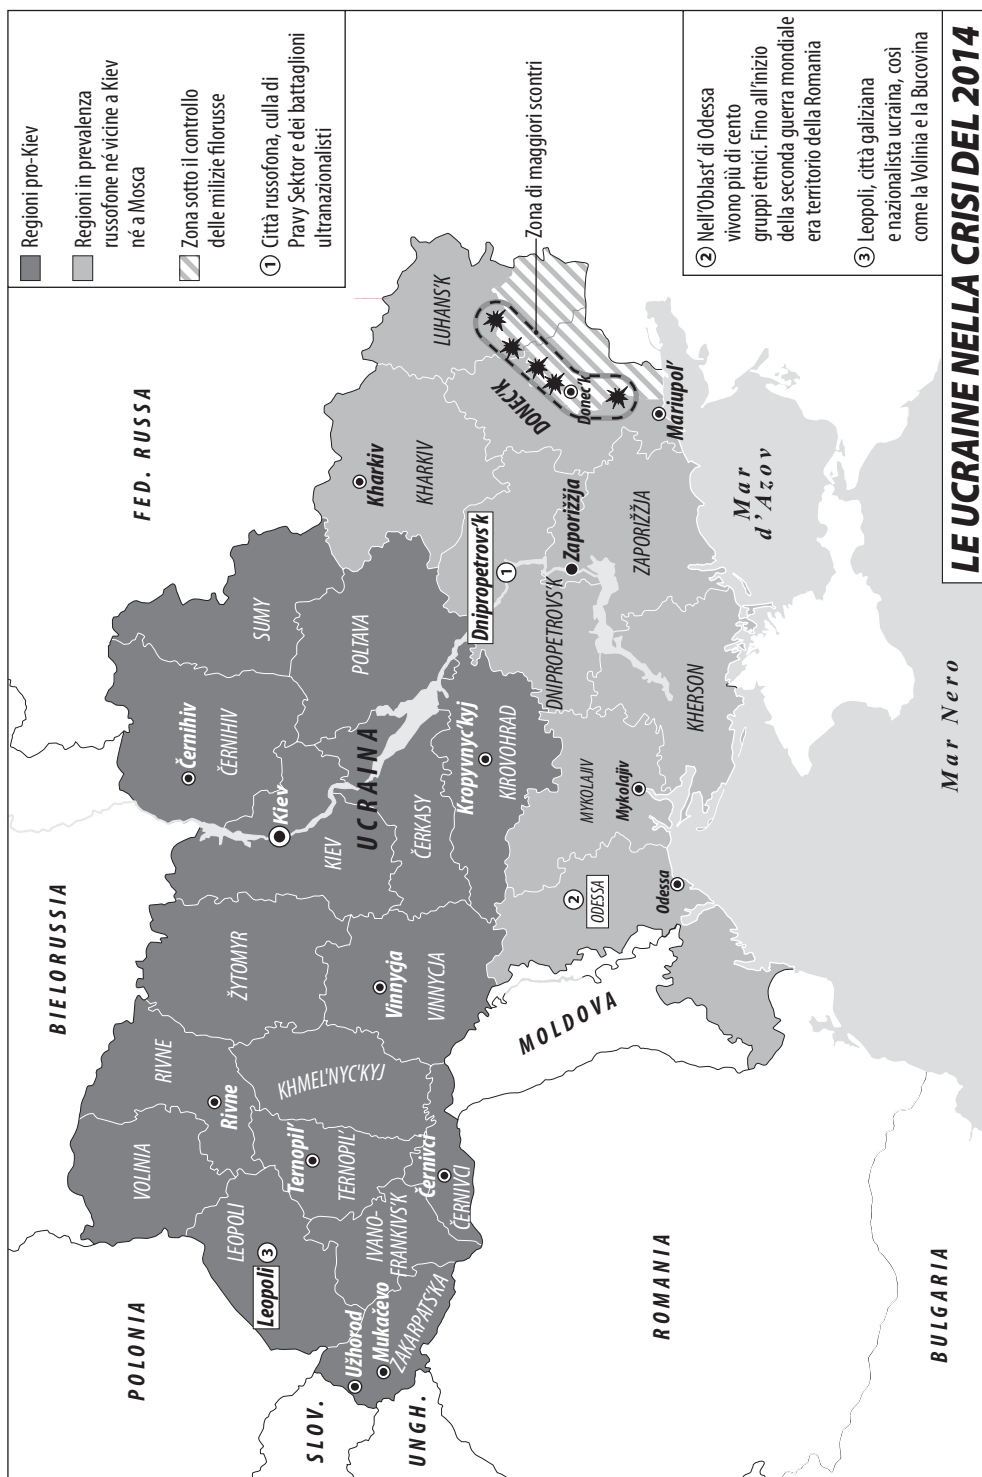 LE UCRAINE NELLA CRISI DEL 2014
Regioni pro-Kiev
Regioni in prevalenza
russofone né vicine a Kiev
né a Mosca
Zona sotto il controllo
delle milizie filorusse
1 Città russofona, culla di
Pravy Sektor e dei battaglioni
ultranazionalisti
2 Nell'Oblast' di Odessa
vivono più di cento
gruppi etnici. Fino all'inizio
della seconda guerra mondiale
era territorio della Romania
3 Leopoli, città galiziana
e nazionalista ucraina, così
come la Volinia e la Bucovina
Zona di maggiori scontri
POLONIA
BIELORUSSIA
FED. RUSSA
SLOV.
UNGH.
ROMANIA
BULGARIA
MOLDOVA
UCRAINA
Mar Nero
Mar
d'Azov
VOLINIA
RIVNE
Rivne
ŽYTOMYR
ČERNIHIV
Černihiv
SUMY
Kiev
KIEV
LEOPOLI
Leopoli 3
TERNOPIL'
Ternopil'
KHMEL'NYC'KYJ
VINNYCJA
Vinnycja
ČERKASY
POLTAVA
KHARKIV
Kharkiv
LUHANS'K
Užhorod
Mukačevo
ZAKARPATS'KA
IVANO-
FRANKIVS'K
ČERNIVCI
Černivci
Kropyvnyc'kyj
KIROVOHRAD
Dnipropetrovs'k
1
DNIPROPETROVS'K
DONEC'K
Donec'k
Mariupol'
Zaporižžja
ZAPORIŽŽJA
KHERSON
MYKOLAJIV
Mykolajiv
2
ODESSA
Odessa